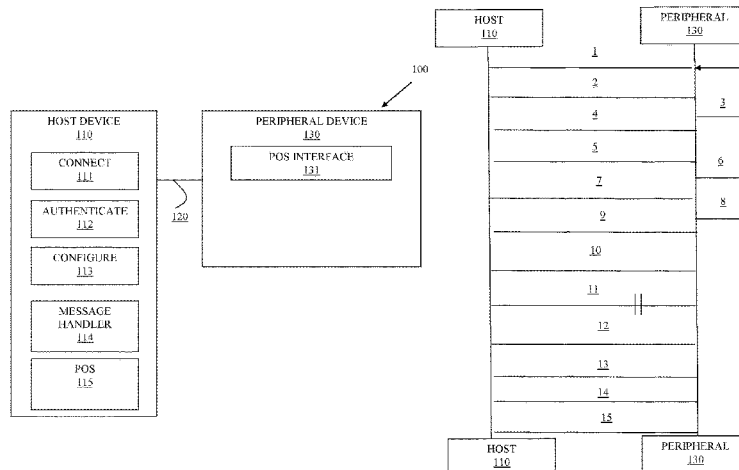 HOST DEVICE
110
CONNECT
111
AUTHENTICATE
112
CONFIGURE
113
MESSAGE
HANDLER
114
POS
115
120
100
PERIPHERAL DEVICE
130
POS INTERFACE
131
HOST
110
PERIPHERAL
130
1
2
3
4
5
6
7
8
9
10
11
12
13
14
15
HOST
110
PERIPHERAL
130